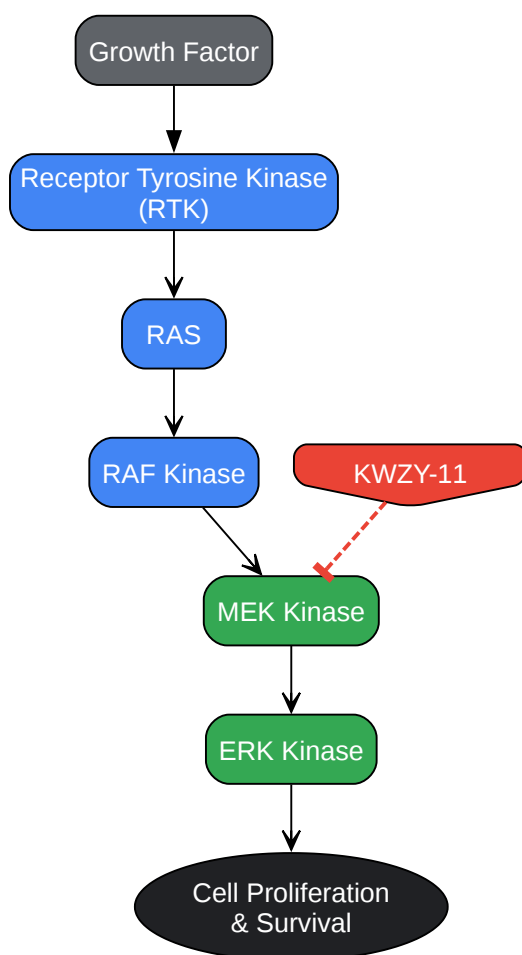 Growth Factor
Receptor Tyrosine Kinase
(RTK)
RAS
RAF Kinase
KWZY-11
MEK Kinase
ERK Kinase
Cell Proliferation
& Survival